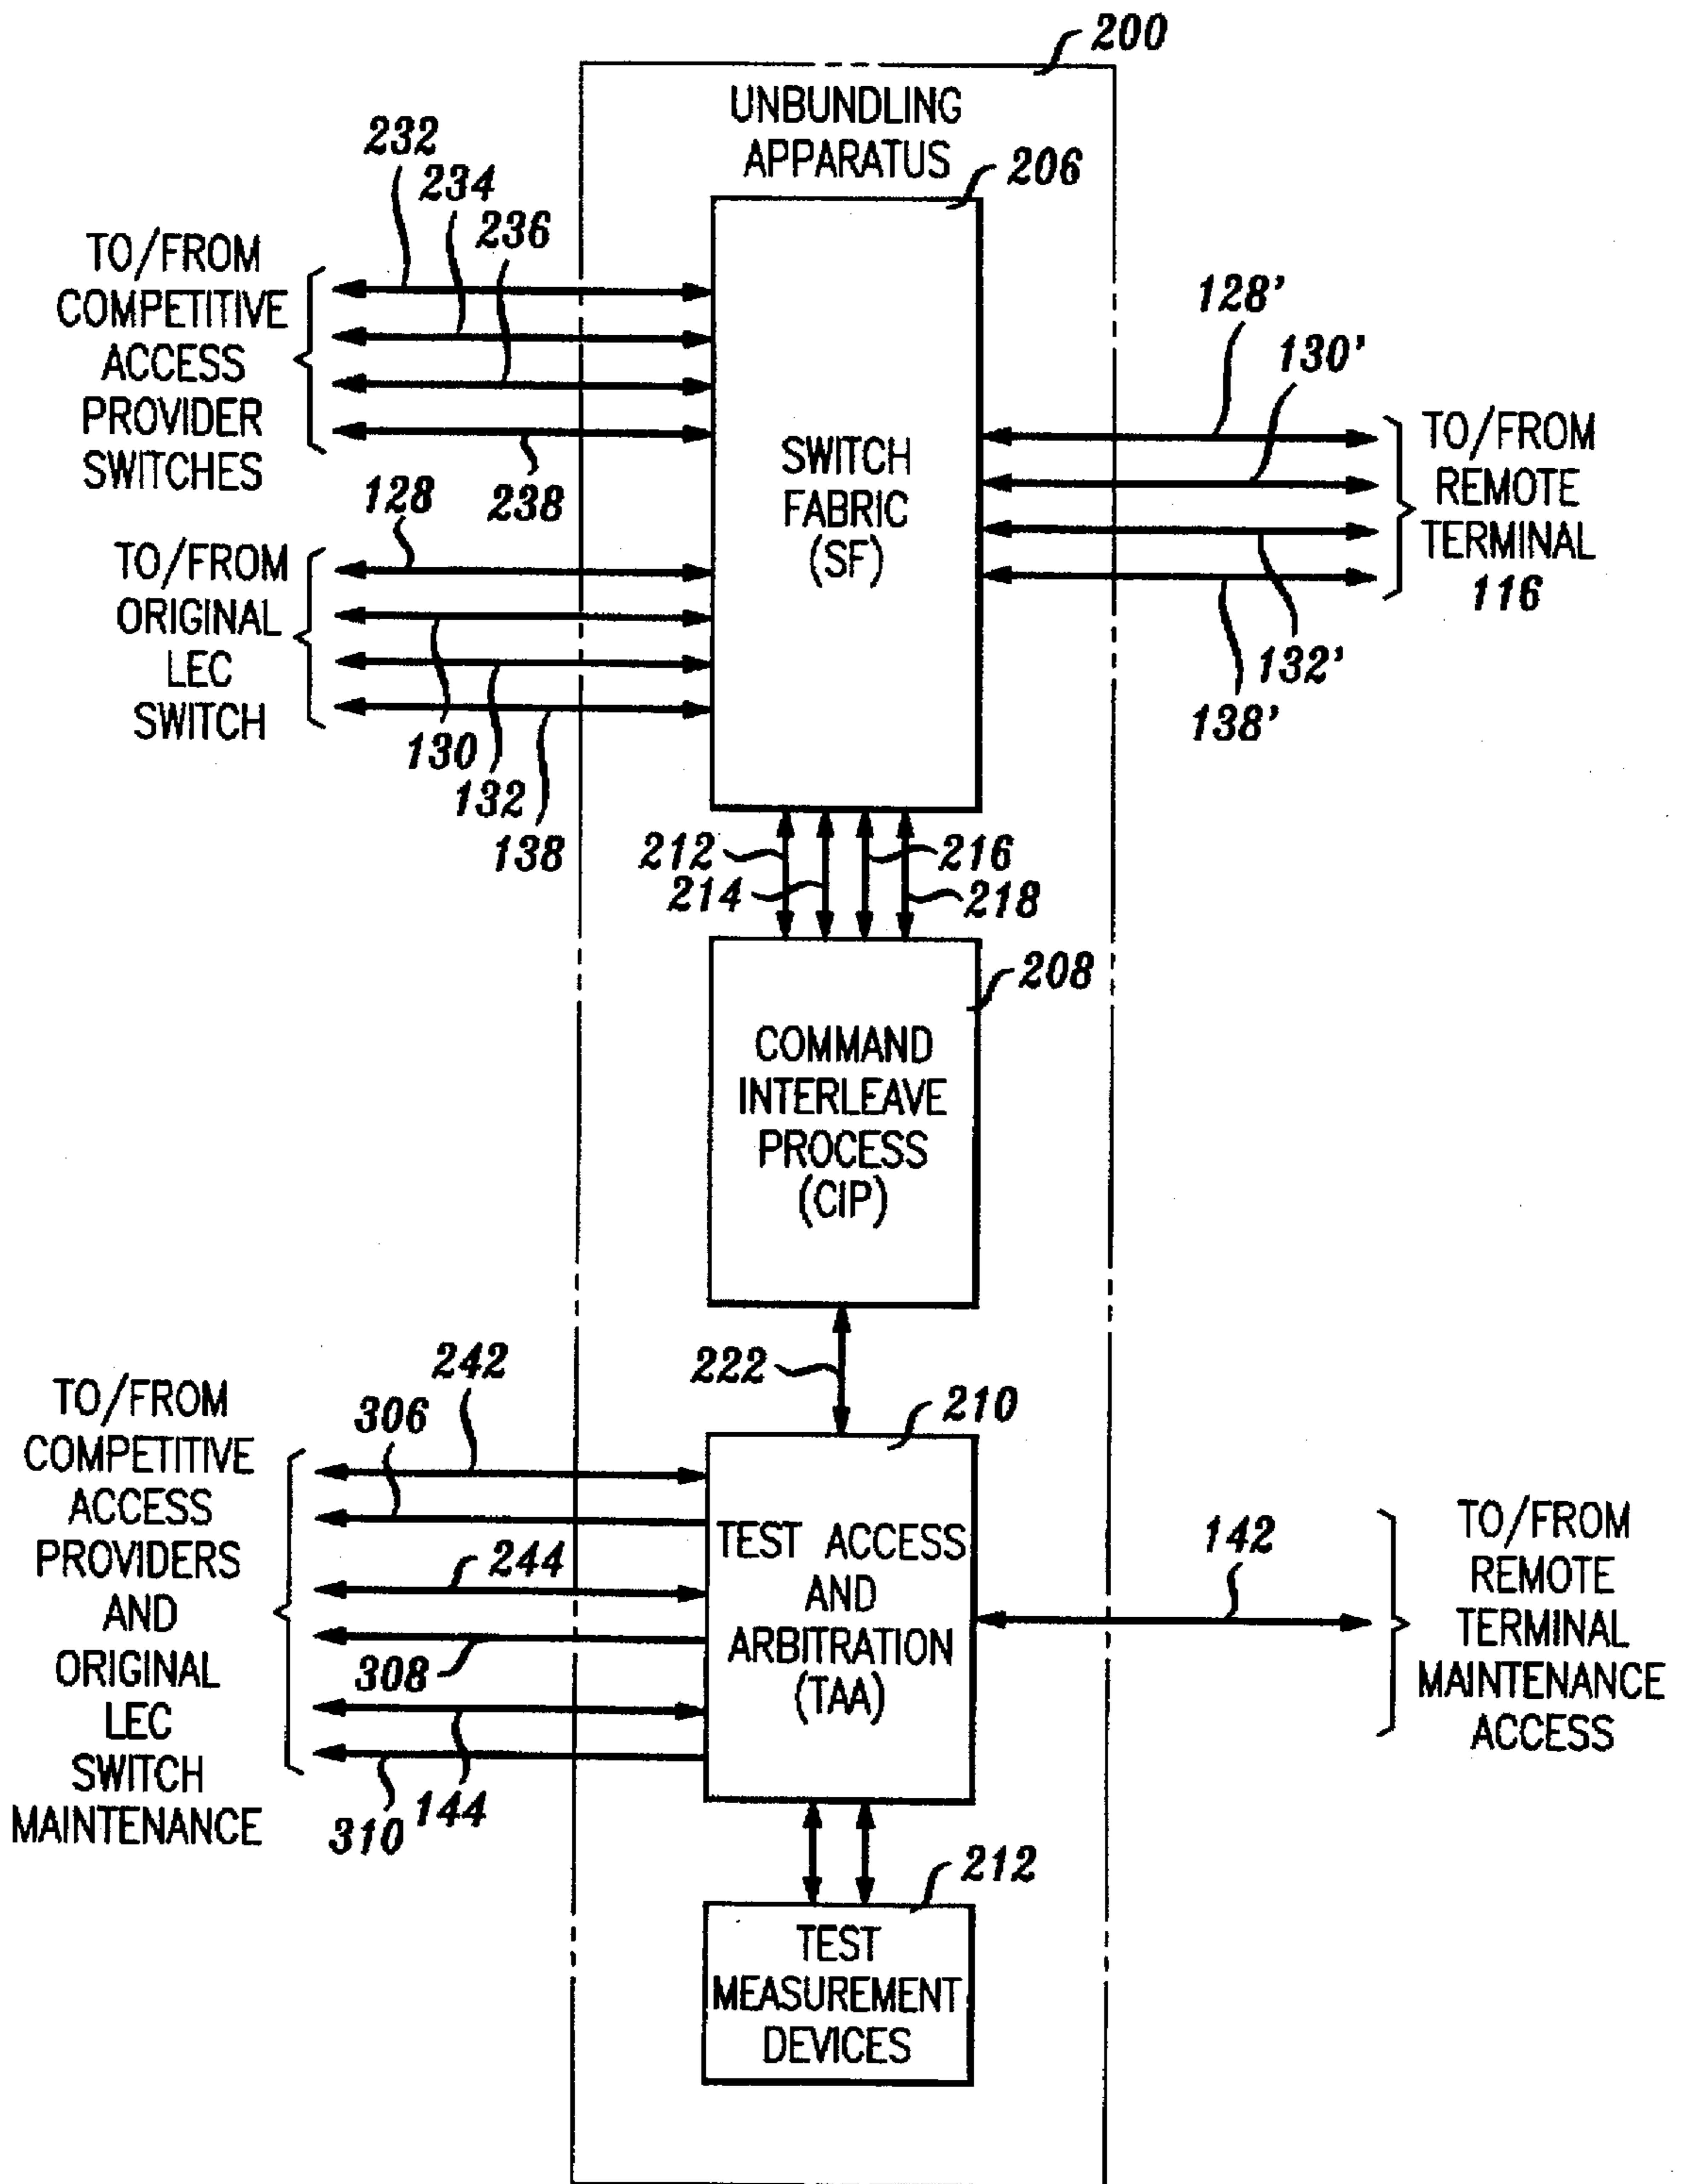 200
UNBUNDLING
APPARATUS
206
232
234
236
TO/FROM
COMPETITIVE
ACCESS
PROVIDER
SWITCHES
238
128
TO/FROM
ORIGINAL
LEC
SWITCH
130
132
138
SWITCH
FABRIC
(SF)
128'
130'
TO/FROM
REMOTE
TERMINAL
116
132'
138'
212
214
216
218
208
COMMAND
INTERLEAVE
PROCESS
(CIP)
222
210
242
306
TO/FROM
COMPETITIVE
ACCESS
PROVIDERS
AND
ORIGINAL
LEC
SWITCH
MAINTENANCE
244
308
144
310
TEST ACCESS
AND
ARBITRATION
(TAA)
142
TO/FROM
REMOTE
TERMINAL
MAINTENANCE
ACCESS
212
TEST
MEASUREMENT
DEVICES